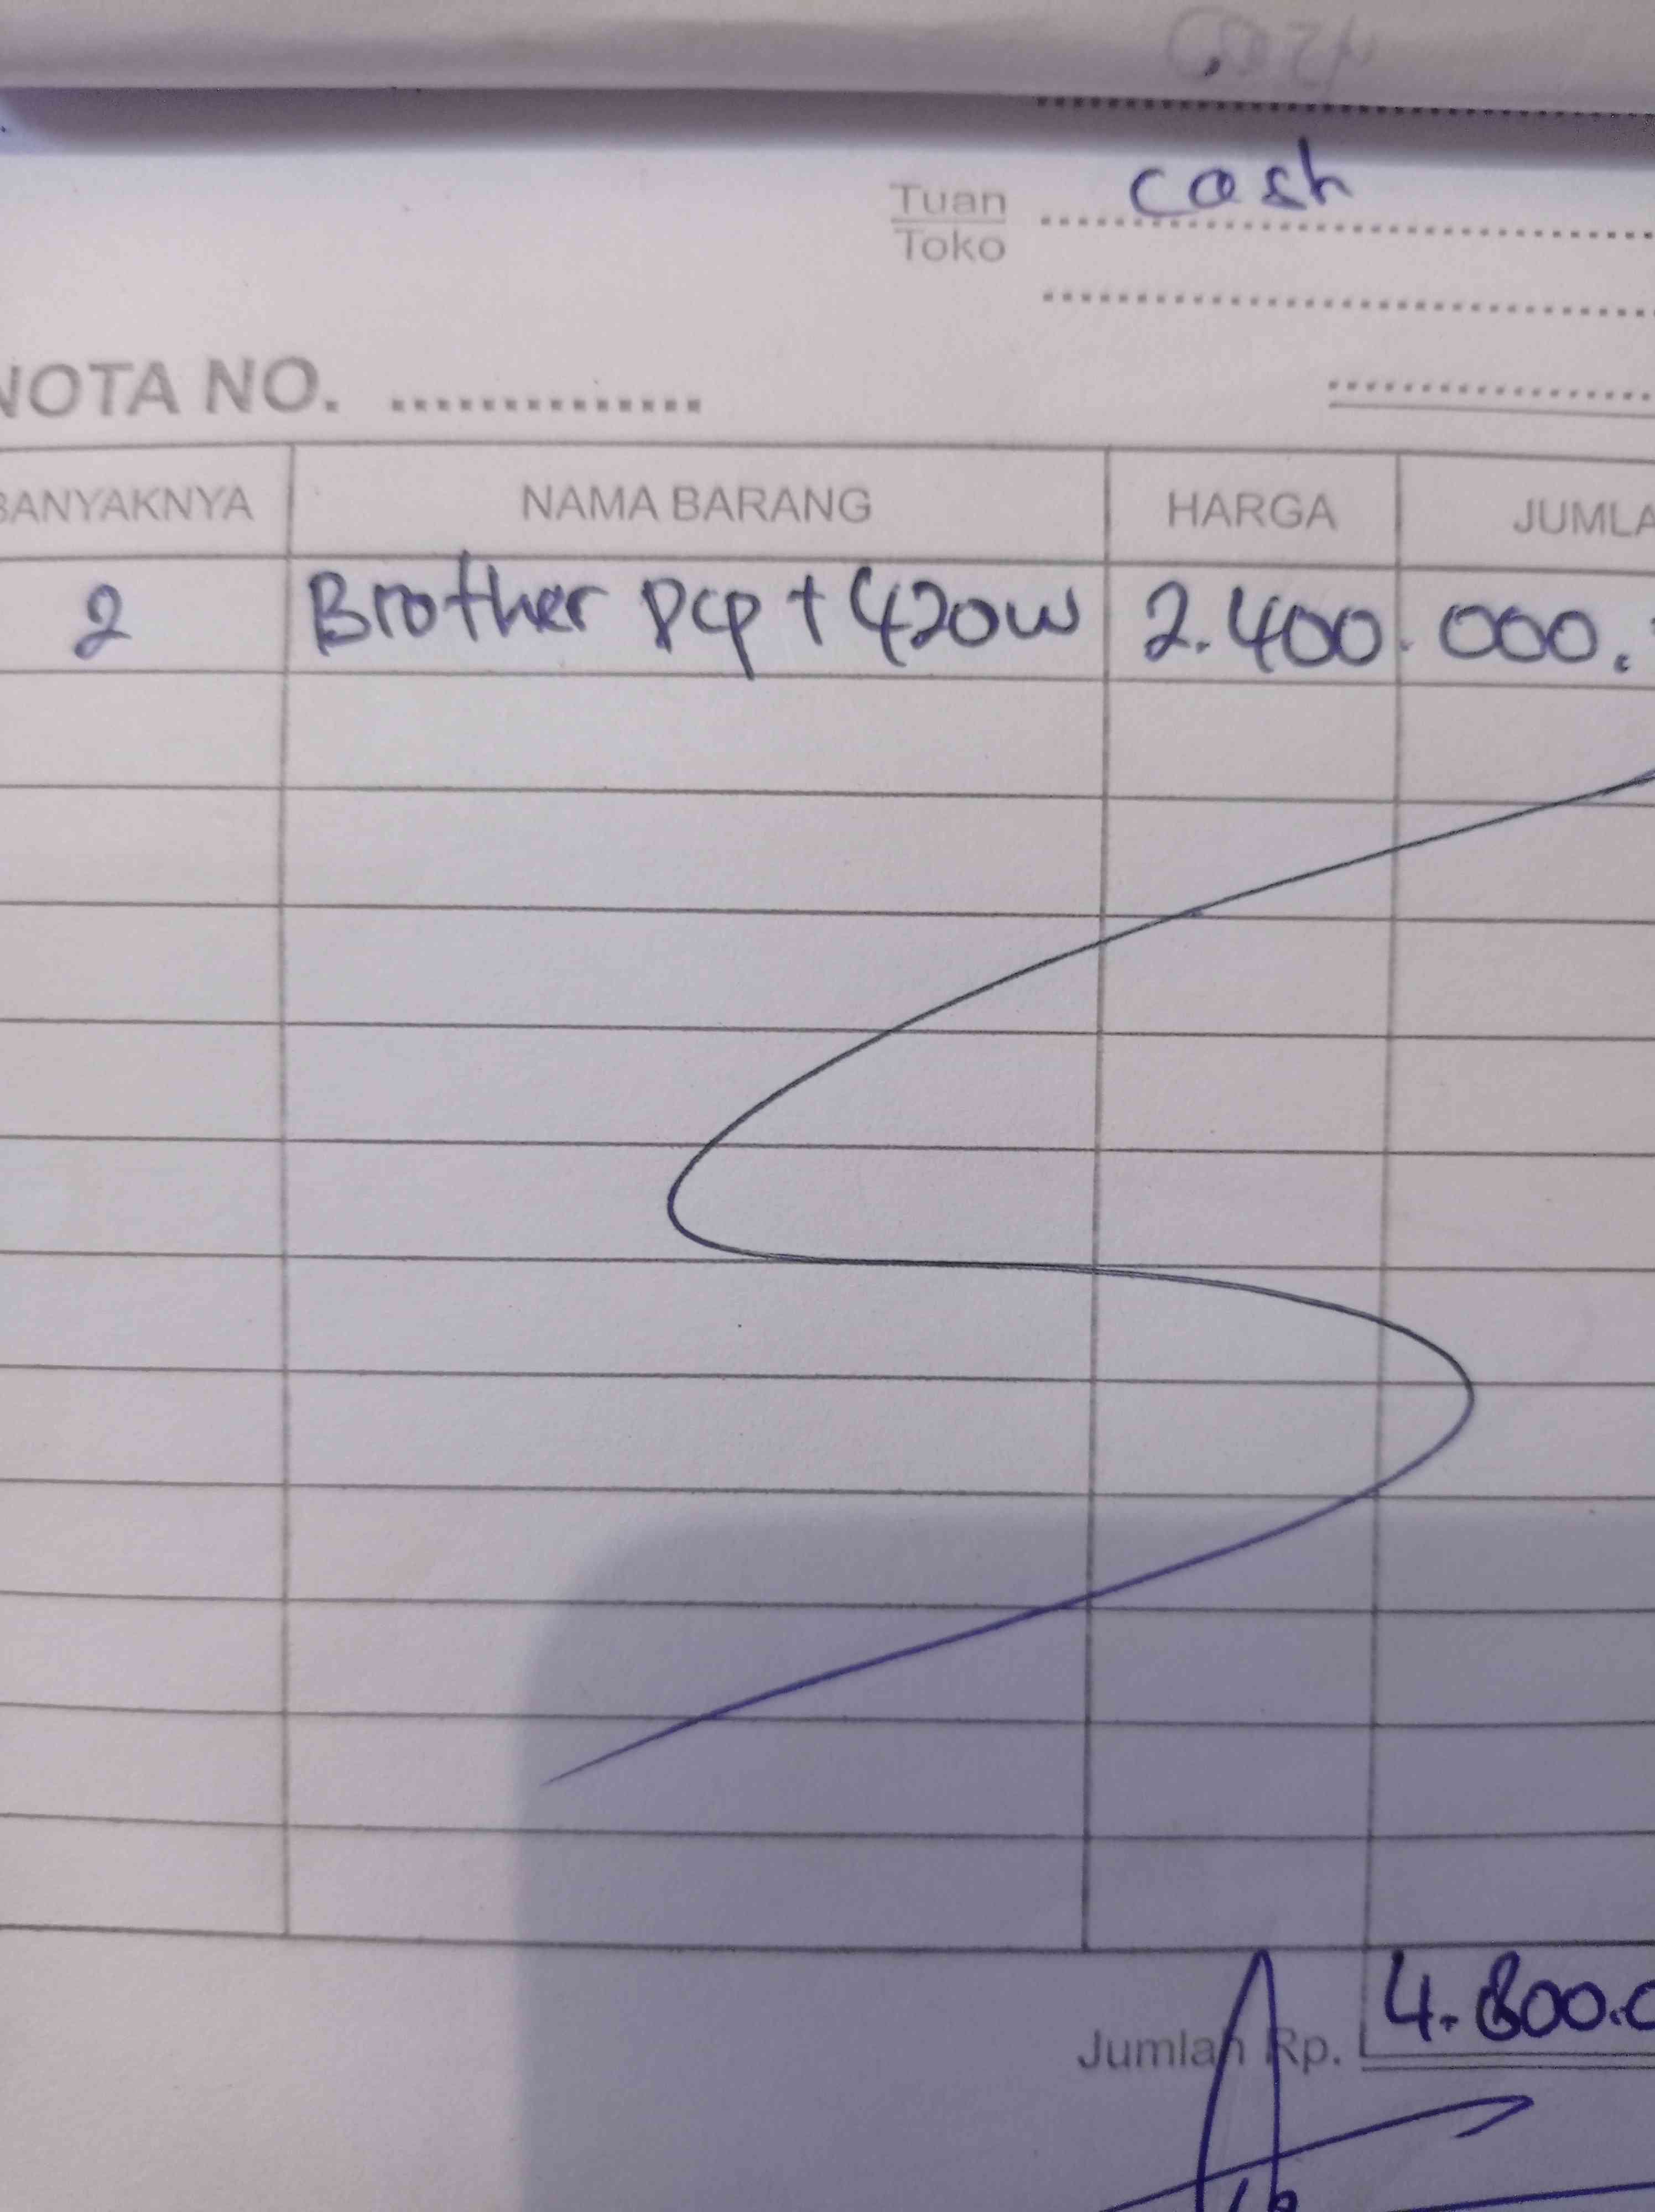 Tuan cash
Toko
NOTA NO.
BANYAKNYA NAMA BARANG HARGA JUMLA
2 Brother Dcp t 420w 2.400.000.
Jumlah Rp. 4.800.0